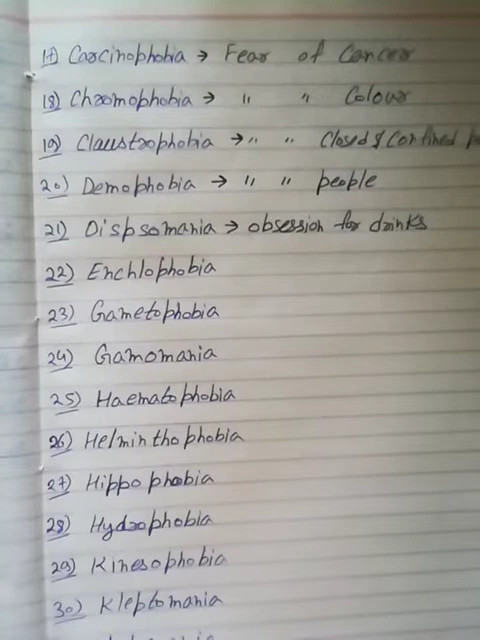 17) Carcinophobia → Fear of Cancer
18) Chromophobia → " " Colour
19) Claustrophobia → " " Closed & Confined
20) Demophobia → " " people
21) Dispsomania → obsession for drinks
22) Enchlophobia
23) Gametophobia
24) Gamomania
25) Haematophobia
26) Helminthophobia
27) Hippophobia
28) Hydrophobia
29) Kinesophobia
30) Kleptomania